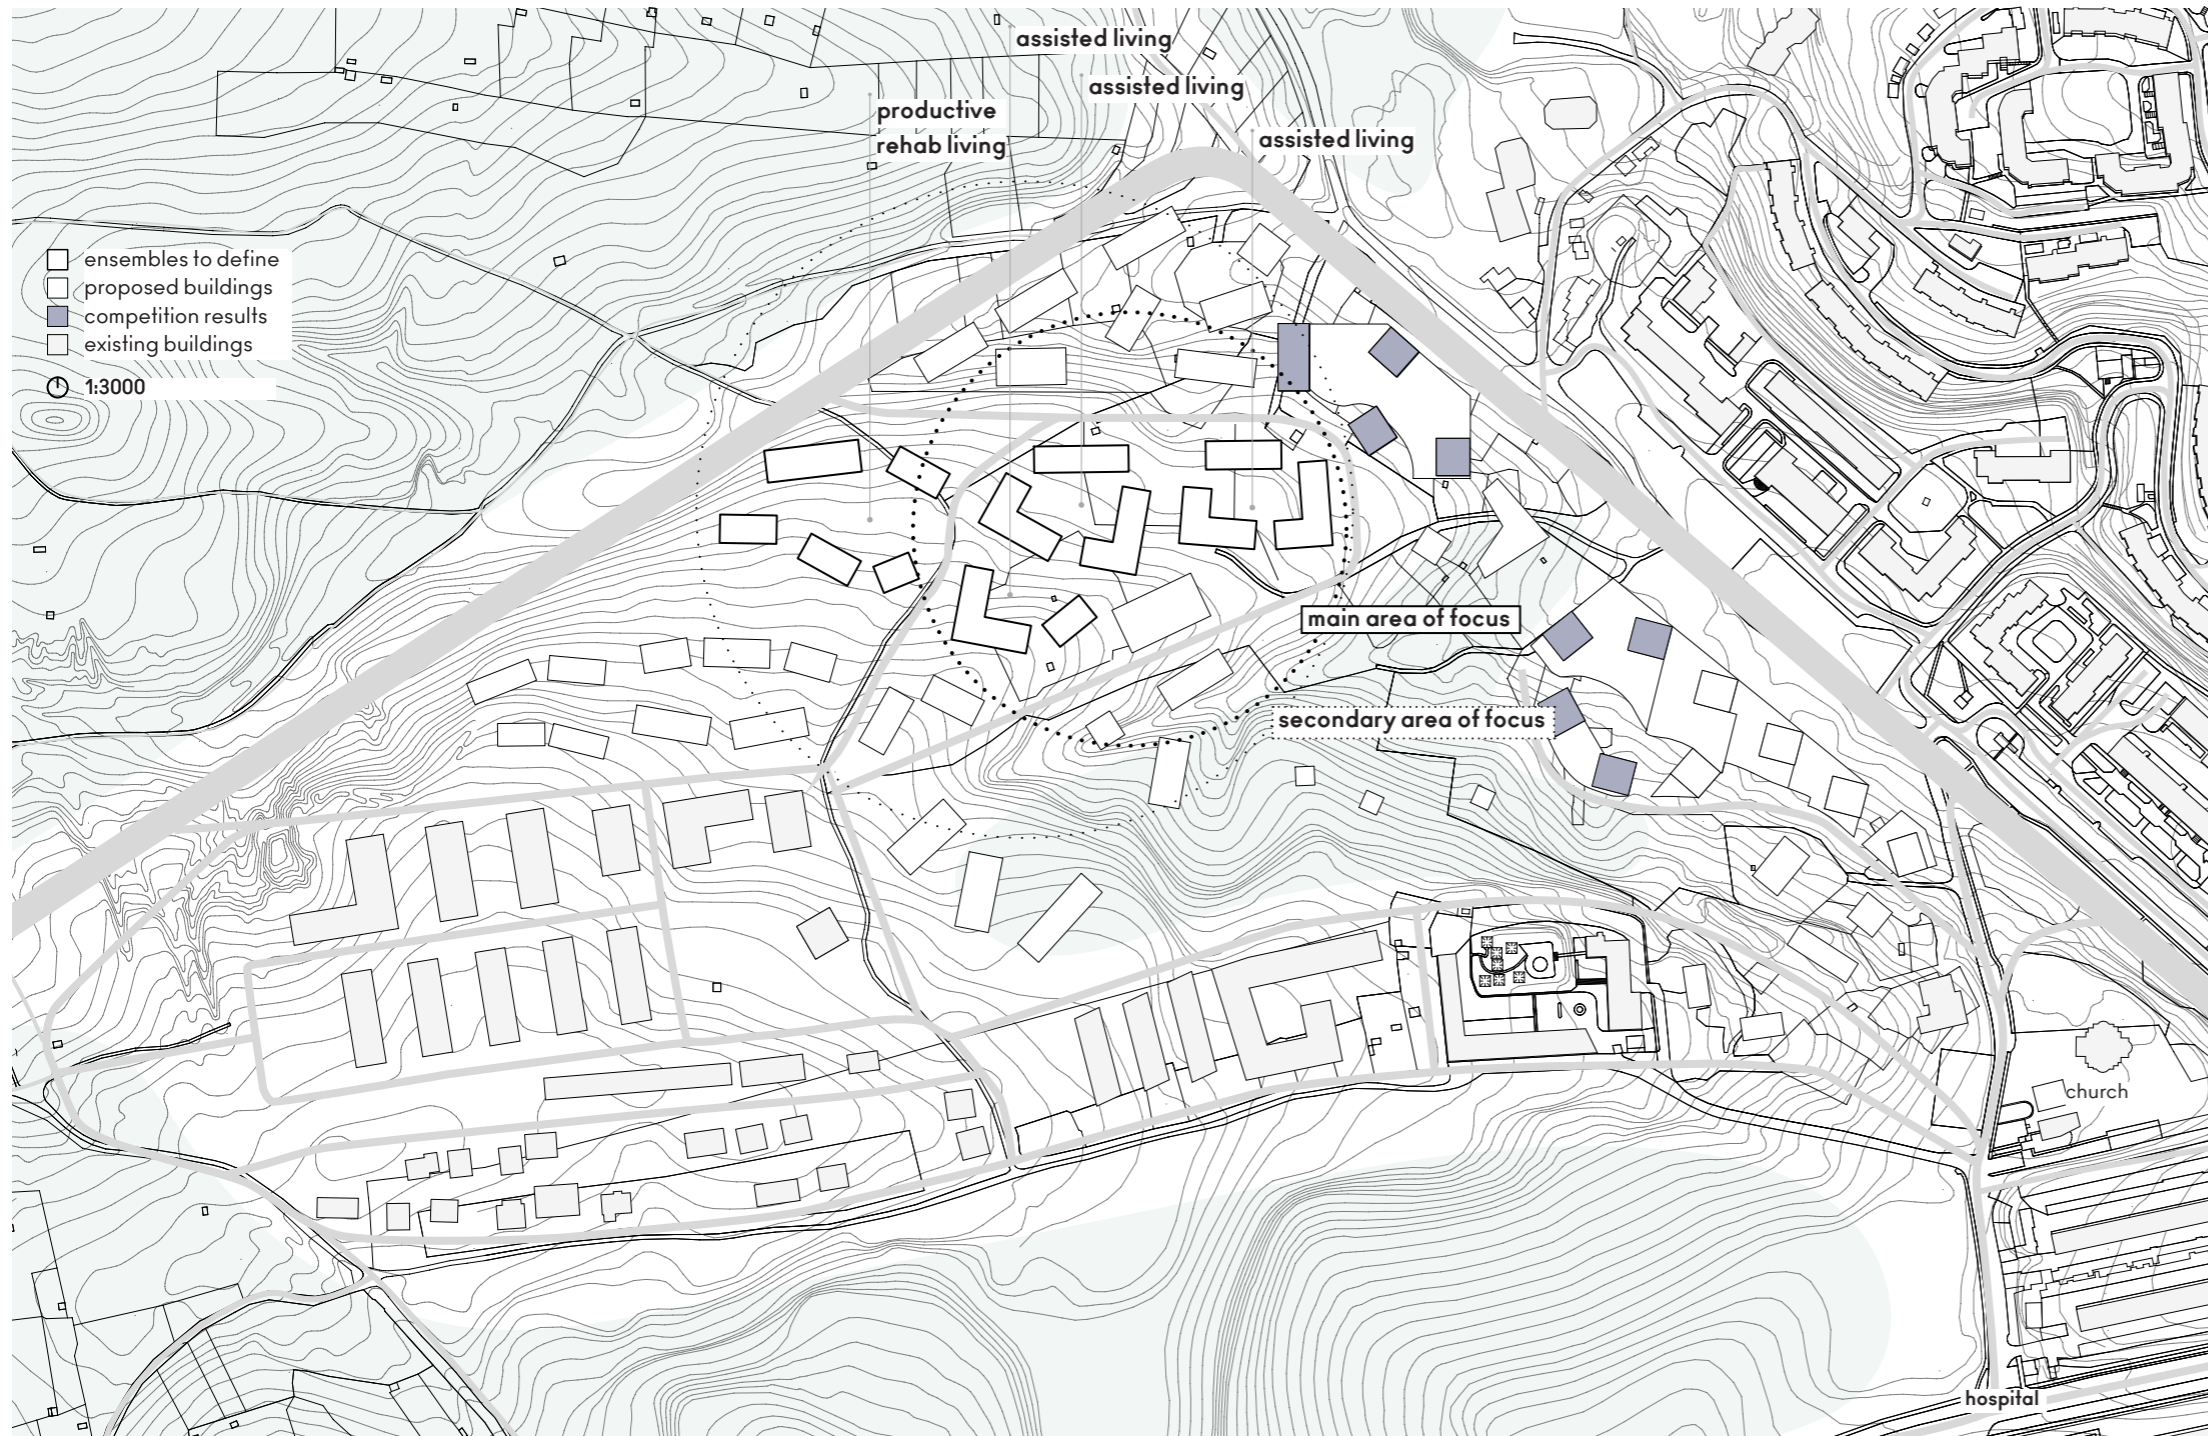 assisted living
assisted living
productive
rehab living
assisted living
ensembles to define
proposed buildings
competition results
existing buildings
1:3000
main area of focus
secondary area of focus
church
hospital